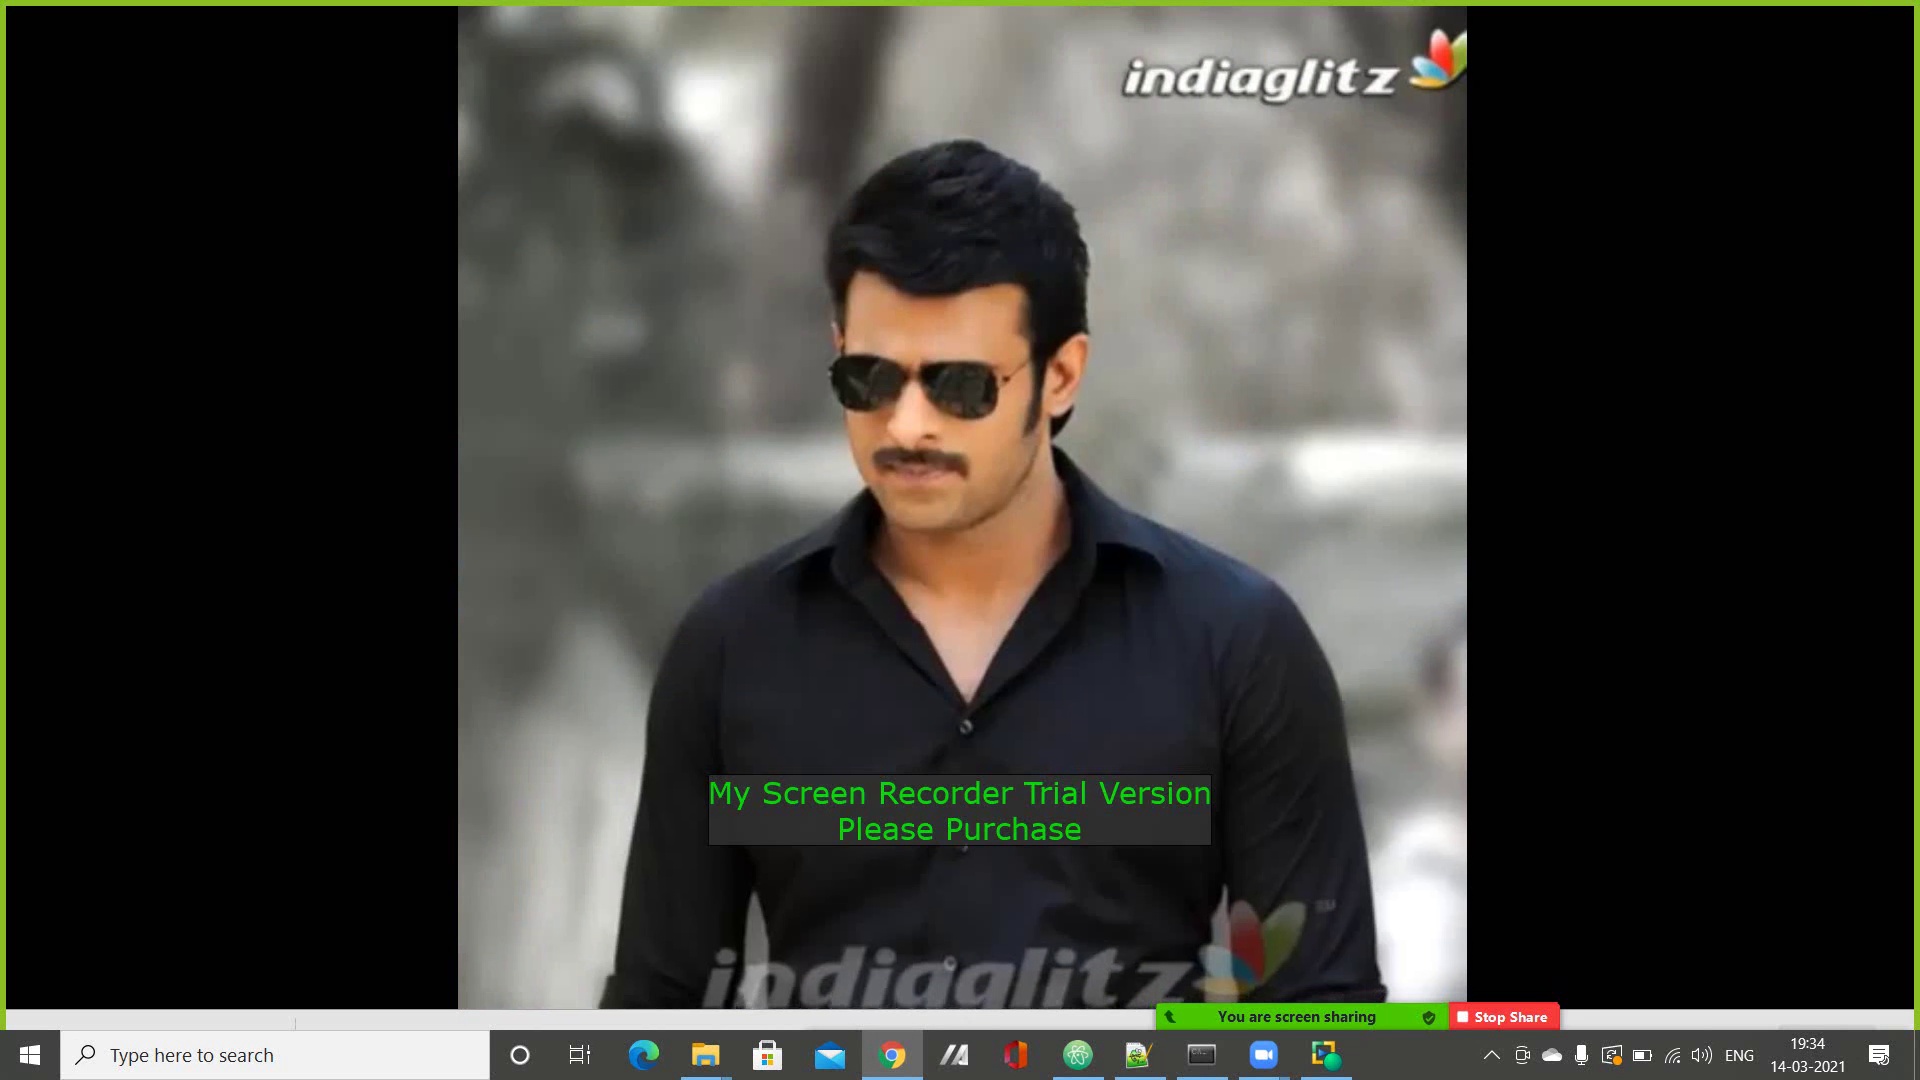 indiaglitz
My Screen Recorder Trial Version
Please Purchase
indiaglitz
You are screen sharing
Stop Share
Type here to search
ENG
19:34
14-03-2021